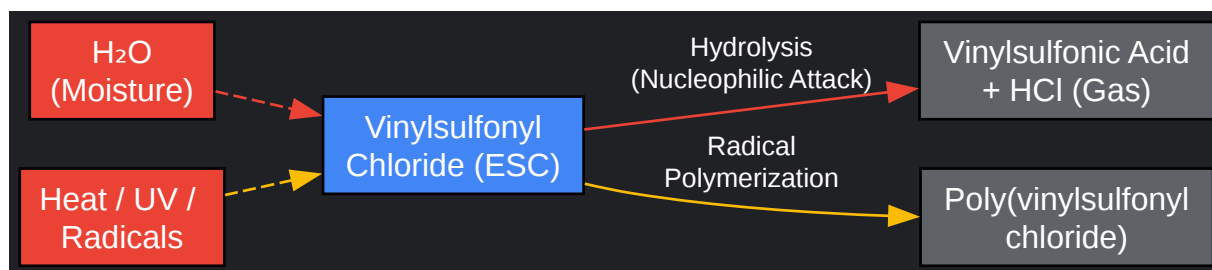 H₂O
(Moisture)
Heat / UV /
Radicals
Vinylsulfonyl
Chloride (ESC)
Hydrolysis
(Nucleophilic Attack)
Radical
Polymerization
Vinylsulfonic Acid
+ HCl (Gas)
Poly(vinylsulfonyl
chloride)